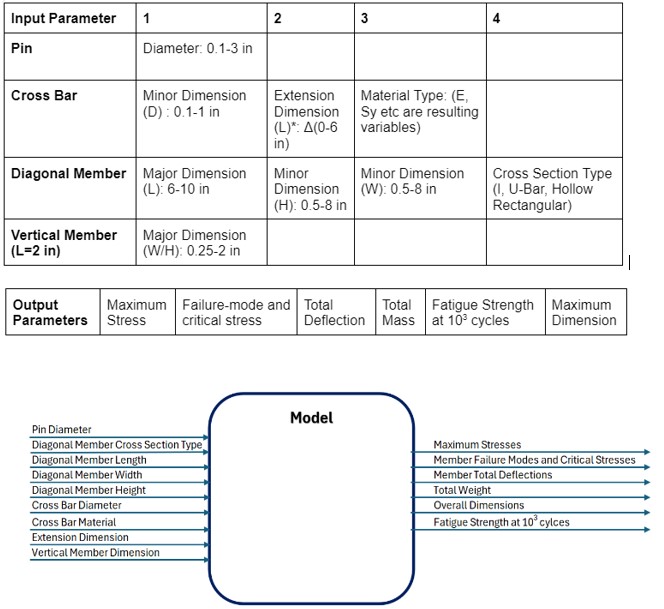 Input Parameter 1 2 3 4
Pin Diameter: 0.1-3 in
Cross Bar Minor Dimension Extension Material Type: (E,
(D) : 0.1-1 in Dimension Sy etc are resulting
(L)*: Δ(0-6 variables)
in)
Diagonal Member Major Dimension Minor Minor Dimension Cross Section Type
(L): 6-10 in Dimension (W): 0.5-8 in (I, U-Bar, Hollow
(H): 0.5-8 in Rectangular)
Vertical Member Major Dimension
(L=2 in) (W/H): 0.25-2 in
Output Maximum Failure-mode and Total Total Fatigue Strength Maximum
Parameters Stress critical stress Deflection Mass at 10³ cycles Dimension
Model
Pin Diameter
Diagonal Member Cross Section Type
Diagonal Member Length
Diagonal Member Width
Diagonal Member Height
Cross Bar Diameter
Cross Bar Material
Extension Dimension
Vertical Member Dimension
Maximum Stresses
Member Failure Modes and Critical Stresses
Member Total Deflections
Total Weight
Overall Dimensions
Fatigue Strength at 10³ cylces